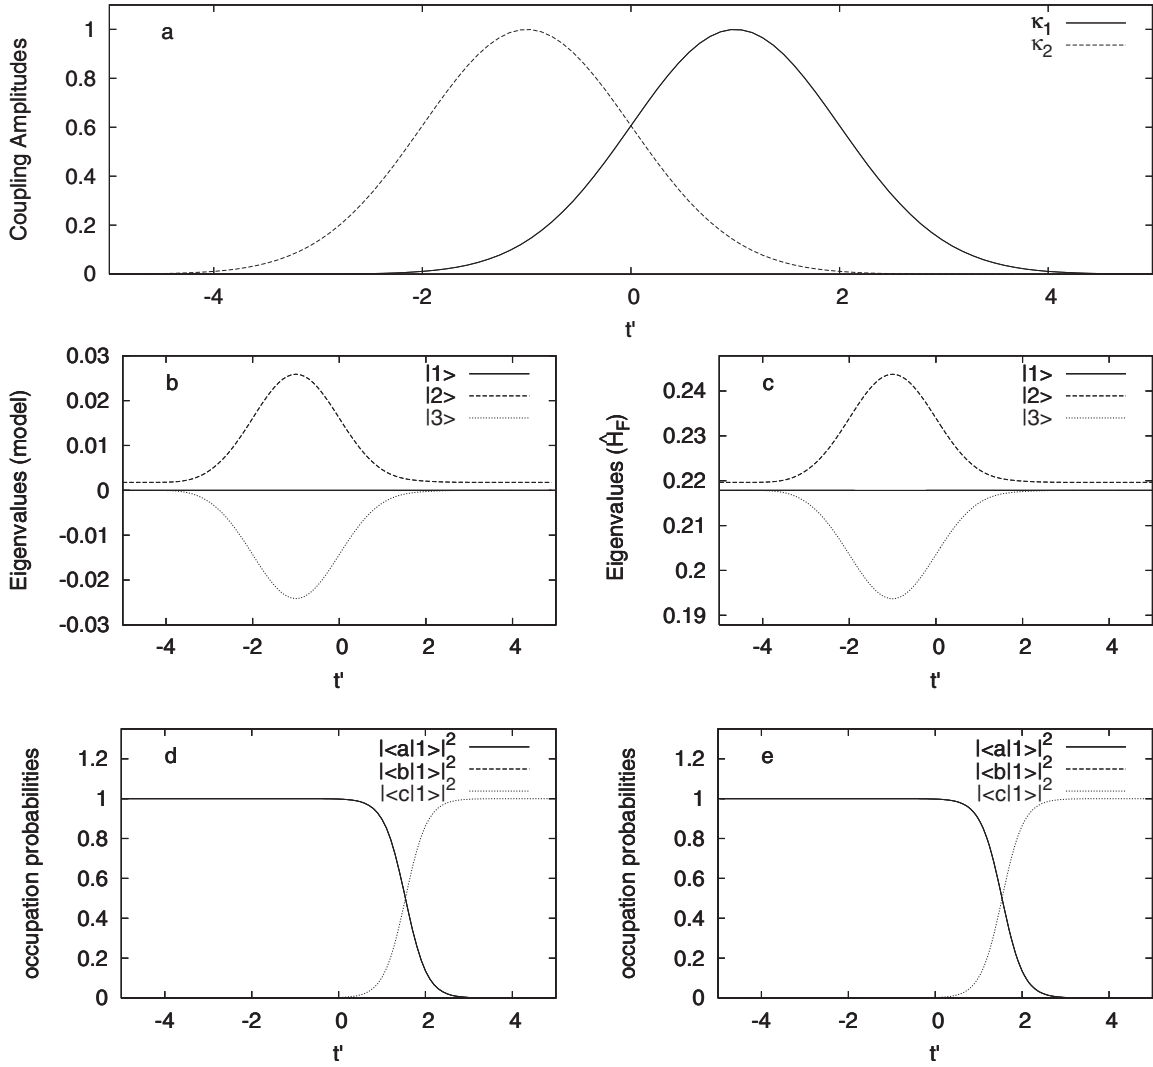 a
κ1
κ2
Coupling Amplitudes
1
0.8
0.6
0.4
0.2
0
-4 -2 0 2 4
t'
b
|1>
|2>
|3>
Eigenvalues (model)
0.03
0.02
0.01
0
-0.01
-0.02
-0.03
-4 -2 0 2 4
t'
c
|1>
|2>
|3>
Eigenvalues (ĤF)
0.24
0.23
0.22
0.21
0.2
0.19
-4 -2 0 2 4
t'
d
|<a|1>|2
|<b|1>|2
|<c|1>|2
occupation probabilities
1.2
1
0.8
0.6
0.4
0.2
0
-4 -2 0 2 4
t'
e
|<a|1>|2
|<b|1>|2
|<c|1>|2
occupation probabilities
1.2
1
0.8
0.6
0.4
0.2
0
-4 -2 0 2 4
t'